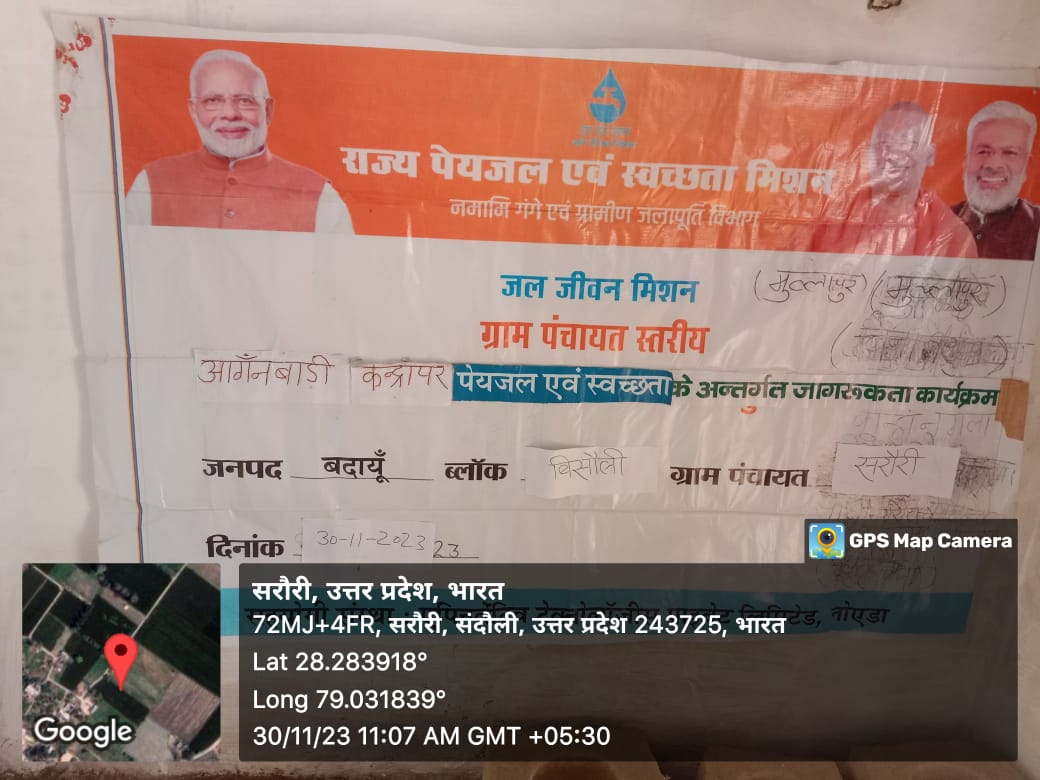 राज्य पेयजल एवं स्वच्छता मिशन
नमामि गंगे एवं ग्रामीण जलापूर्ति विभाग
जल जीवन मिशन
(मुल्लापुर) (मुल्लापुर)
ग्राम पंचायत स्तरीय
आगँनबाड़ी केन्द्रोपर पेयजल एवं स्वच्छता के अन्तर्गत जागरूकता कार्यक्रम
जनपद बदायूँ ब्लॉक बिसौली ग्राम पंचायत सरौरी
दिनांक 30-11-2023 23
GPS Map Camera
सरौरी, उत्तर प्रदेश, भारत
72MJ+4FR, सरौरी, संदौली, उत्तर प्रदेश 243725, भारत
नोएडा
Lat 28.283918°
Long 79.031839°
30/11/23 11:07 AM GMT +05:30
Google